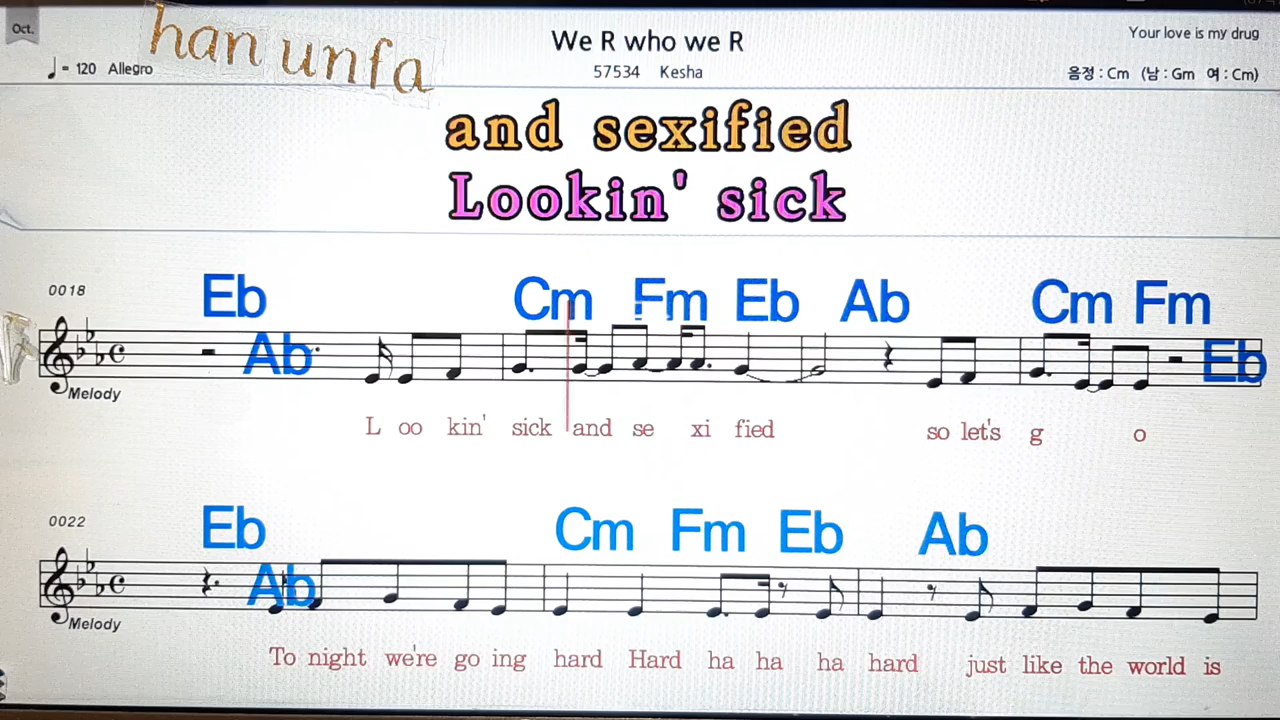 Oct.
han unfa
We R who we R
Your love is my drug
♩ = 120 Allegro
57534 Kesha
음정 : Cm (남 : Gm 여 : Cm)
and sexified
Lookin' sick
0018
Eb Cm Fm Eb Ab Cm Fm
Ab Eb
Melody
L oo kin' sick and se xi fied so let's g o
0022
Eb Cm Fm Eb Ab
Ab
Melody
To night we're go ing hard Hard ha ha ha hard just like the world is